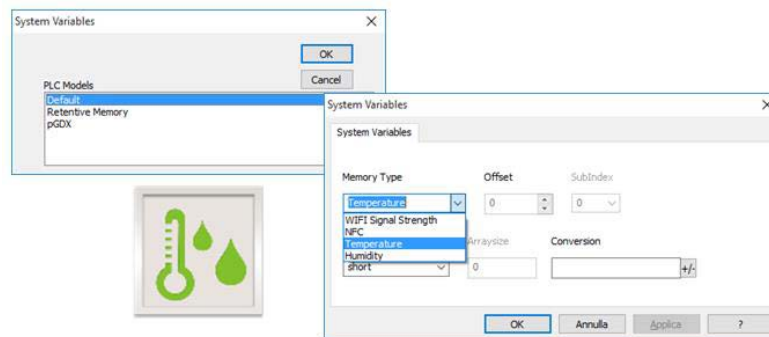 System Variables
OK
Cancel
PLC Models
Default
Retentive Memory
pGDX
System Variables
System Variables
Memory Type
Offset
SubIndex
Temperature
0
0
WIFI Signal Strength
NFC
Temperature
Humidity
Arraysize
Conversion
short
0
+/-
OK
Annulla
Applica
?